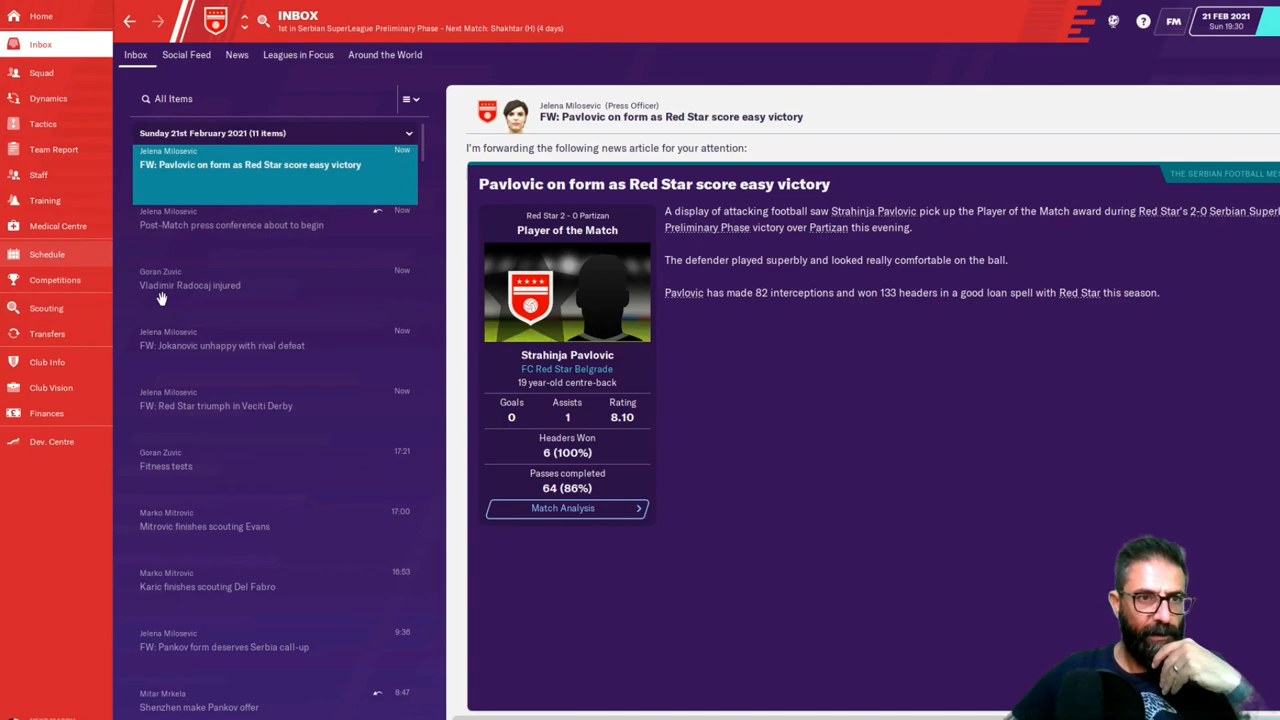 Home
Inbox
Squad
Dynamics
Tactics
Team Report
Staff
Training
Medical Centre
Schedule
Competitions
Scouting
Transfers
Club Info
Club Vision
Finances
Dev. Centre
INBOX
1st in Serbian SuperLeague Preliminary Phase - Next Match: Shakhtar (H) (4 days)
FM
21 FEB 2021
Sun 19:30
Inbox Social Feed News Leagues in Focus Around the World
All Items
Sunday 21st February 2021 (11 items)
Jelena Milosevic Now
FW: Pavlovic on form as Red Star score easy victory
Jelena Milosevic Now
Post-Match press conference about to begin
Goran Zuvic Now
Vladimir Radocaj injured
Jelena Milosevic Now
FW: Jokanovic unhappy with rival defeat
Jelena Milosevic Now
FW: Red Star triumph in Veciti Derby
Goran Zuvic 17:21
Fitness tests
Marko Mitrovic 17:00
Mitrovic finishes scouting Evans
Marko Mitrovic 16:53
Karic finishes scouting Del Fabro
Jelena Milosevic 9:36
FW: Pankov form deserves Serbia call-up
Mitar Mrkela 8:47
Shenzhen make Pankov offer
Jelena Milosevic (Press Officer)
FW: Pavlovic on form as Red Star score easy victory
I'm forwarding the following news article for your attention:
THE SERBIAN FOOTBALL ME
Pavlovic on form as Red Star score easy victory
Red Star 2 - 0 Partizan
Player of the Match
Strahinja Pavlovic
FC Red Star Belgrade
19 year-old centre-back
Goals Assists Rating
0 1 8.10
Headers Won
6 (100%)
Passes completed
64 (86%)
Match Analysis
A display of attacking football saw Strahinja Pavlovic pick up the Player of the Match award during Red Star's 2-0 Serbian Superl
Preliminary Phase victory over Partizan this evening.
The defender played superbly and looked really comfortable on the ball.
Pavlovic has made 82 interceptions and won 133 headers in a good loan spell with Red Star this season.